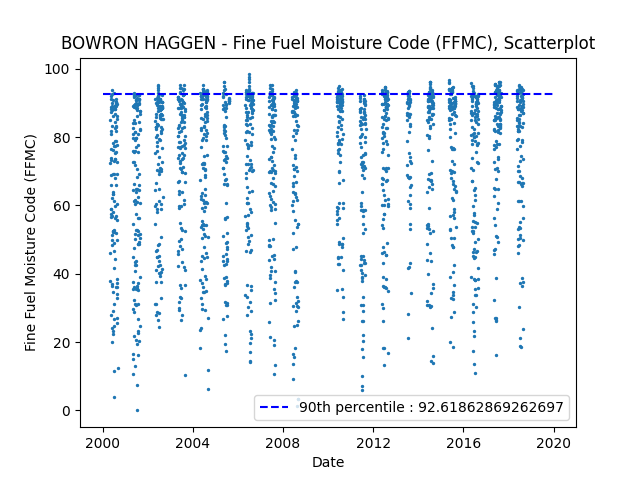 BOWRON HAGGEN - Fine Fuel Moisture Code (FFMC), Scatterplot
100
80
60
40
20
0
Fine Fuel Moisture Code (FFMC)
90th percentile : 92.61862869262697
2000 2004 2008 2012 2016 2020
Date